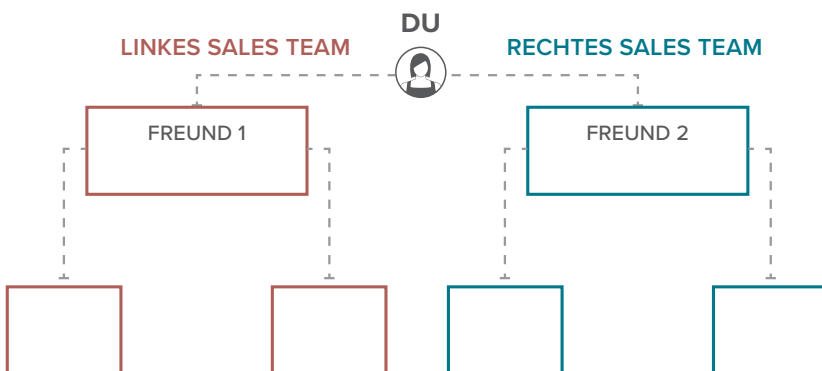 DU
LINKES SALES TEAM
RECHTES SALES TEAM
FREUND 1
FREUND 2